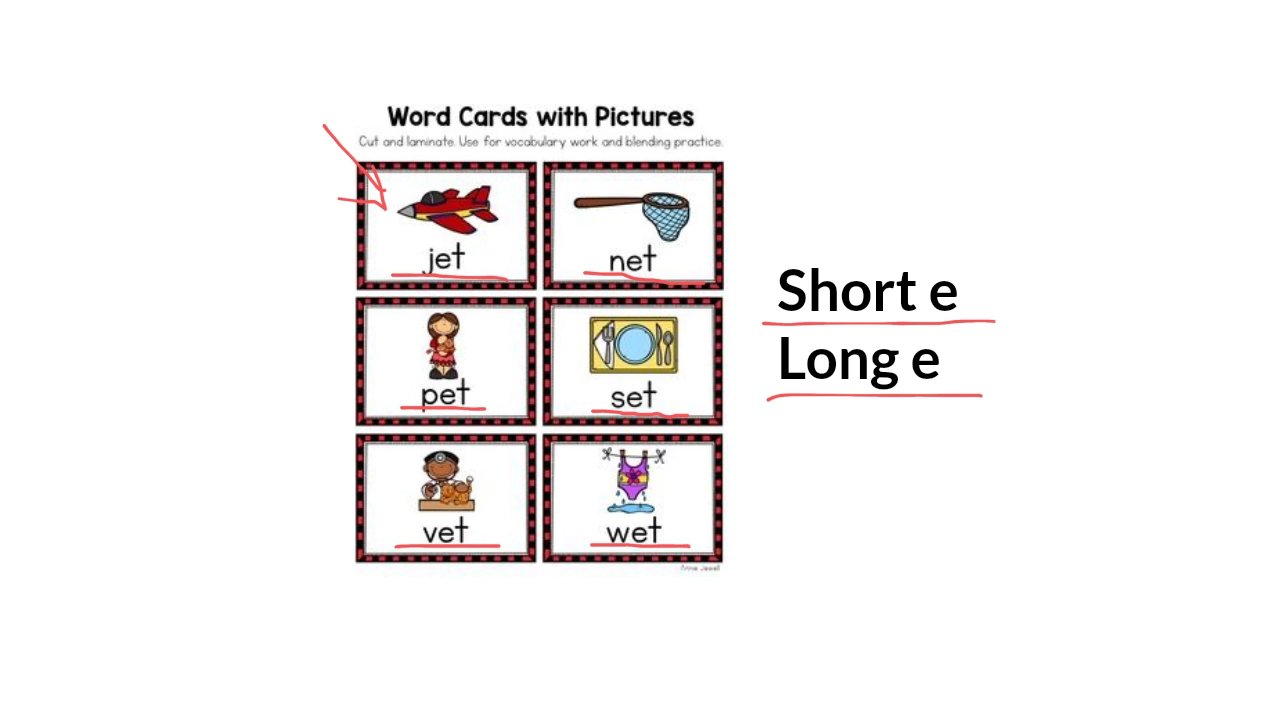 Word Cards with Pictures
Cut and laminate. Use for vocabulary work and blending practice.
jet
net
pet
set
vet
wet
Short e
Long e